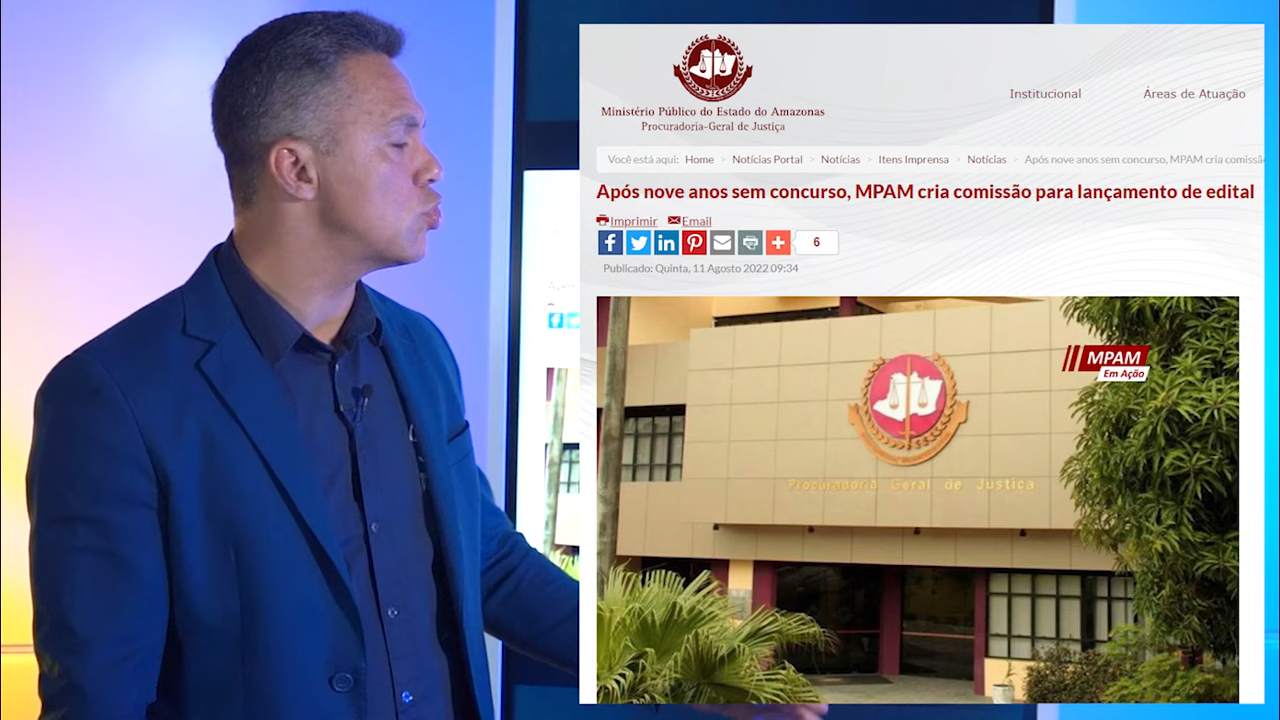 Ministério Público do Estado do Amazonas
Procuradoria-Geral de Justiça
Institucional
Áreas de Atuação
Você está aqui: Home > Notícias Portal > Notícias > Itens Imprensa > Notícias > Após nove anos sem concurso, MPAM cria comissão
Após nove anos sem concurso, MPAM cria comissão para lançamento de edital
Imprimir Email
6
Publicado: Quinta, 11 Agosto 2022 09:34
MPAM
Em Ação
Procuradoria Geral de Justiça